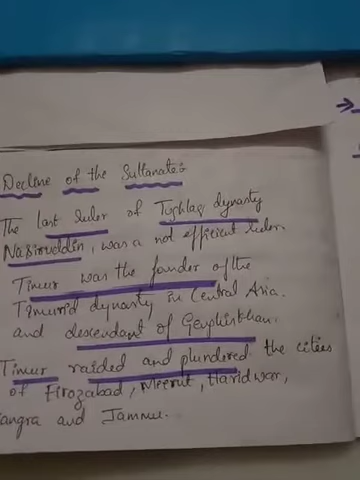 Decline of the Sultanate:
The last ruler of Tughlaq dynasty
Nasiruddin, was a not efficient ruler.
Timur was the founder of the
Timurid dynasty in Central Asia.
and descendant of Genghiskhan.
Timur raided and plundered the cities
of Firozabad, Meerut, Haridwar,
angra and Jammu.